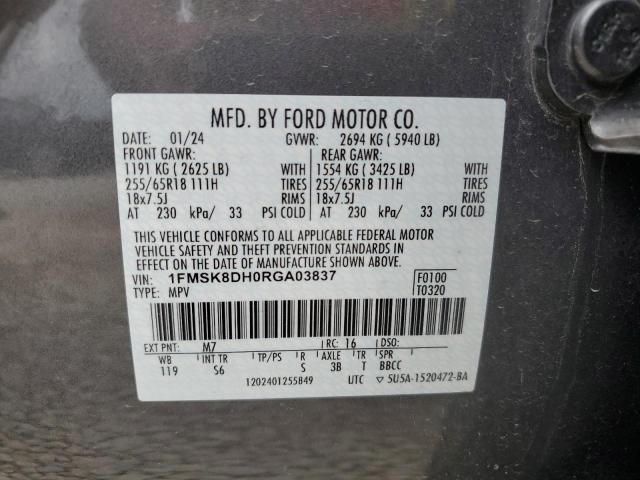 MFD. BY FORD MOTOR CO.
DATE: 01/24 GVWR: 2694 KG ( 5940 LB)
FRONT GAWR: REAR GAWR:
1191 KG ( 2625 LB) WITH 1554 KG ( 3425 LB) WITH
255/65R18 111H TIRES 255/65R18 111H TIRES
18x7.5J RIMS 18x7.5J RIMS
AT 230 kPa/ 33 PSI COLD AT 230 kPa/ 33 PSI COLD
THIS VEHICLE CONFORMS TO ALL APPLICABLE FEDERAL MOTOR
VEHICLE SAFETY AND THEFT PREVENTION STANDARDS IN
EFFECT ON THE DATE OF MANUFACTURE SHOWN ABOVE.
VIN: 1FMSK8DH0RGA03837 F0100
TYPE: MPV T0320
EXT PNT: M7 RC: 16 DSO:
WB INT TR TP/PS R AXLE TR SPR
119 S6 S 3B T BBCC
1202401255849 UTC 5U5A-1520472-BA